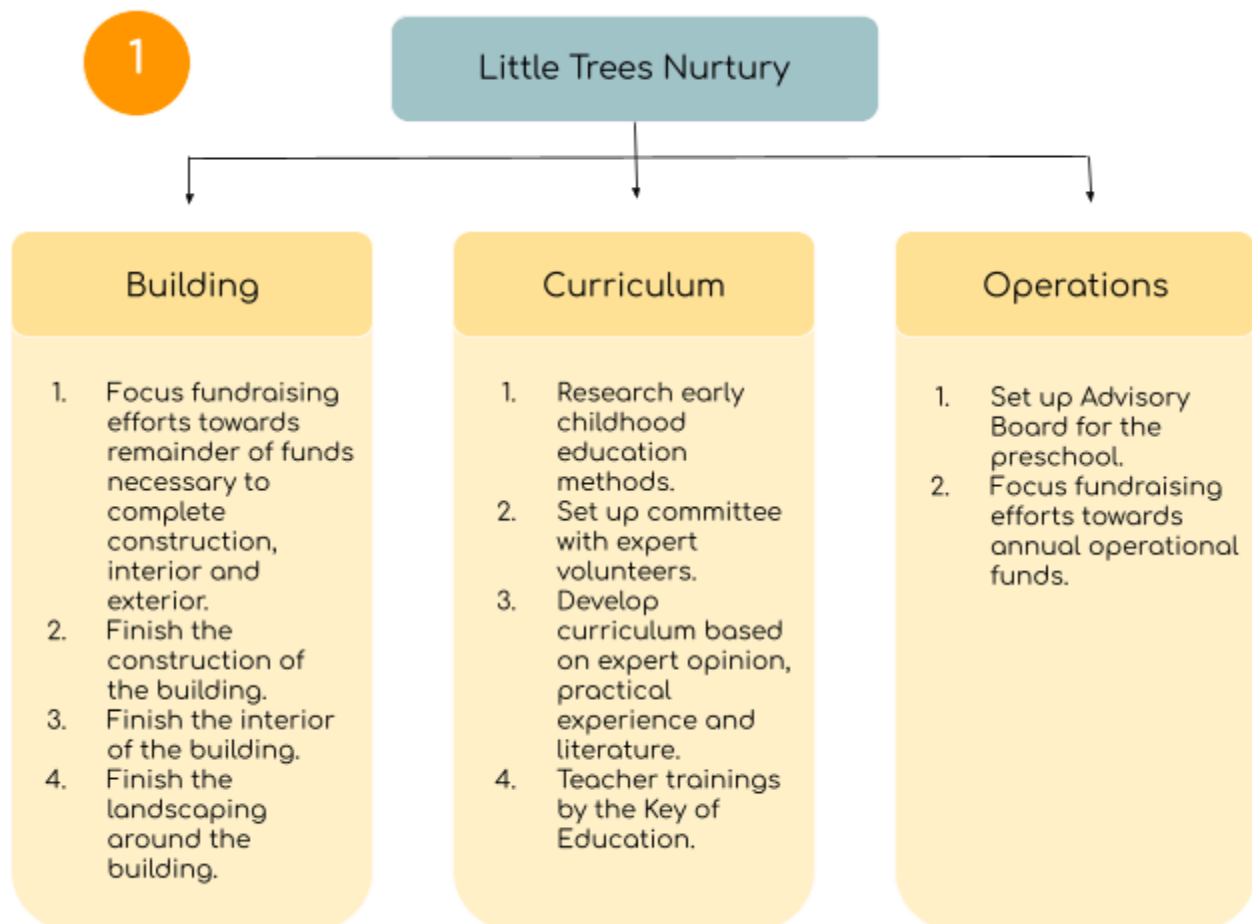 1
Little Trees Nurtury
Building
1. Focus fundraising
efforts towards
remainder of funds
necessary to
complete
construction,
interior and
exterior.
2. Finish the
construction of
the building.
3. Finish the interior
of the building.
4. Finish the
landscaping
around the
building.
Curriculum
1. Research early
childhood
education
methods.
2. Set up committee
with expert
volunteers.
3. Develop
curriculum based
on expert opinion,
practical
experience and
literature.
4. Teacher trainings
by the Key of
Education.
Operations
1. Set up Advisory
Board for the
preschool.
2. Focus fundraising
efforts towards
annual operational
funds.